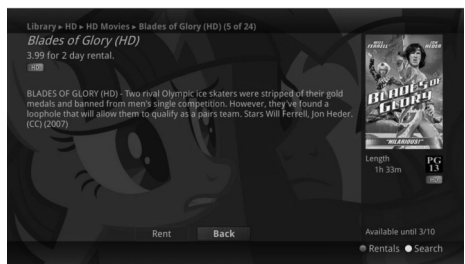 Library ▸ HD ▸ HD Movies ▸ Blades of Glory (HD) (5 of 24)
Blades of Glory (HD)
3.99 for 2 day rental.
HD
BLADES OF GLORY (HD) - Two rival Olympic ice skaters were stripped of their gold
medals and banned from men's single competition. However, they've found a
loophole that will allow them to qualify as a pairs team. Stars Will Ferrell, Jon Heder.
(CC) (2007)
WILL FERRELL JON HEDER
BLADES OF
GLORY
"HILARIOUS!"
Length
1h 33m
PG
13
HD
Rent Back
Available until 3/10
Rentals Search